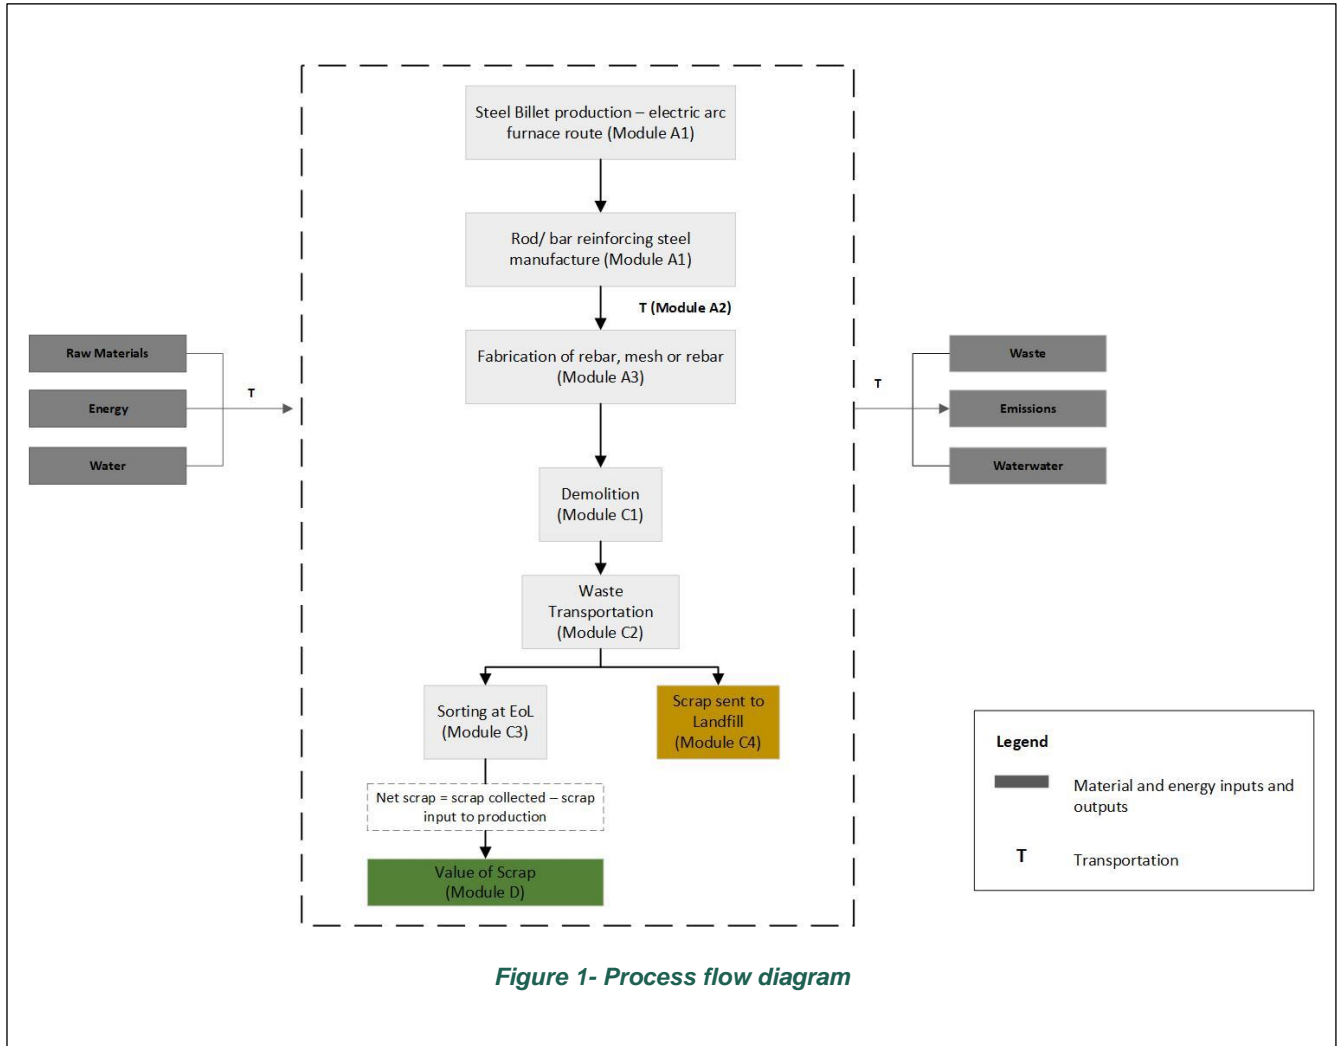 Steel Billet production – electric arc
furnace route (Module A1)
Rod/ bar reinforcing steel
manufacture (Module A1)
T (Module A2)
Fabrication of rebar, mesh or rebar
(Module A3)
Raw Materials
Energy
Water
T
T
Waste
Emissions
Waterwater
Demolition
(Module C1)
Waste
Transportation
(Module C2)
Sorting at EoL
(Module C3)
Scrap sent to
Landfill
(Module C4)
Net scrap = scrap collected – scrap
input to production
Value of Scrap
(Module D)
Legend
Material and energy inputs and
outputs
T
Transportation
Figure 1- Process flow diagram